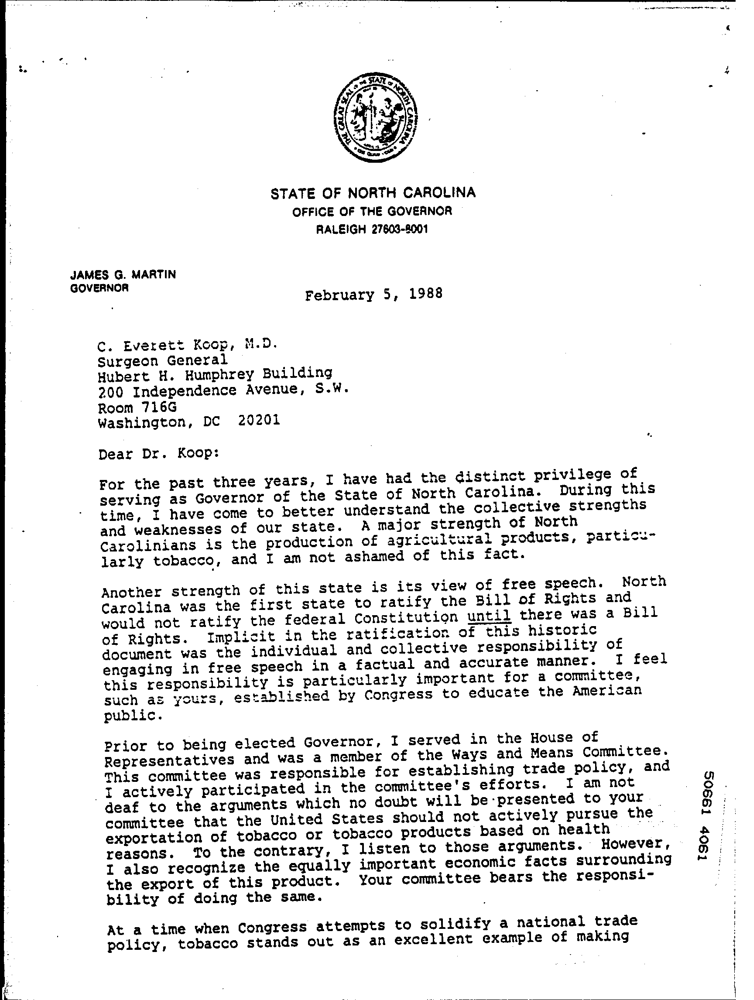 THE GREAT SEAL OF THE STATE OF NORTH CAROLINA
STATE OF NORTH CAROLINA
OFFICE OF THE GOVERNOR
RALEIGH 27603-8001
JAMES G. MARTIN
GOVERNOR
February 5, 1988
C. Everett Koop, M.D.
Surgeon General
Hubert H. Humphrey Building
200 Independence Avenue, S.W.
Room 716G
Washington, DC 20201
Dear Dr. Koop:
For the past three years, I have had the distinct privilege of
serving as Governor of the State of North Carolina. During this
time, I have come to better understand the collective strengths
and weaknesses of our state. A major strength of North
Carolinians is the production of agricultural products, particu-
larly tobacco, and I am not ashamed of this fact.
Another strength of this state is its view of free speech. North
Carolina was the first state to ratify the Bill of Rights and
would not ratify the federal Constitution until there was a Bill
of Rights. Implicit in the ratification of this historic
document was the individual and collective responsibility of
engaging in free speech in a factual and accurate manner. I feel
this responsibility is particularly important for a committee,
such as yours, established by Congress to educate the American
public.
Prior to being elected Governor, I served in the House of
Representatives and was a member of the Ways and Means Committee.
This committee was responsible for establishing trade policy, and
I actively participated in the committee's efforts. I am not
deaf to the arguments which no doubt will be presented to your
committee that the United States should not actively pursue the
exportation of tobacco or tobacco products based on health
reasons. To the contrary, I listen to those arguments. However,
I also recognize the equally important economic facts surrounding
the export of this product. Your committee bears the responsi-
bility of doing the same.
At a time when Congress attempts to solidify a national trade
policy, tobacco stands out as an excellent example of making
50661 4061